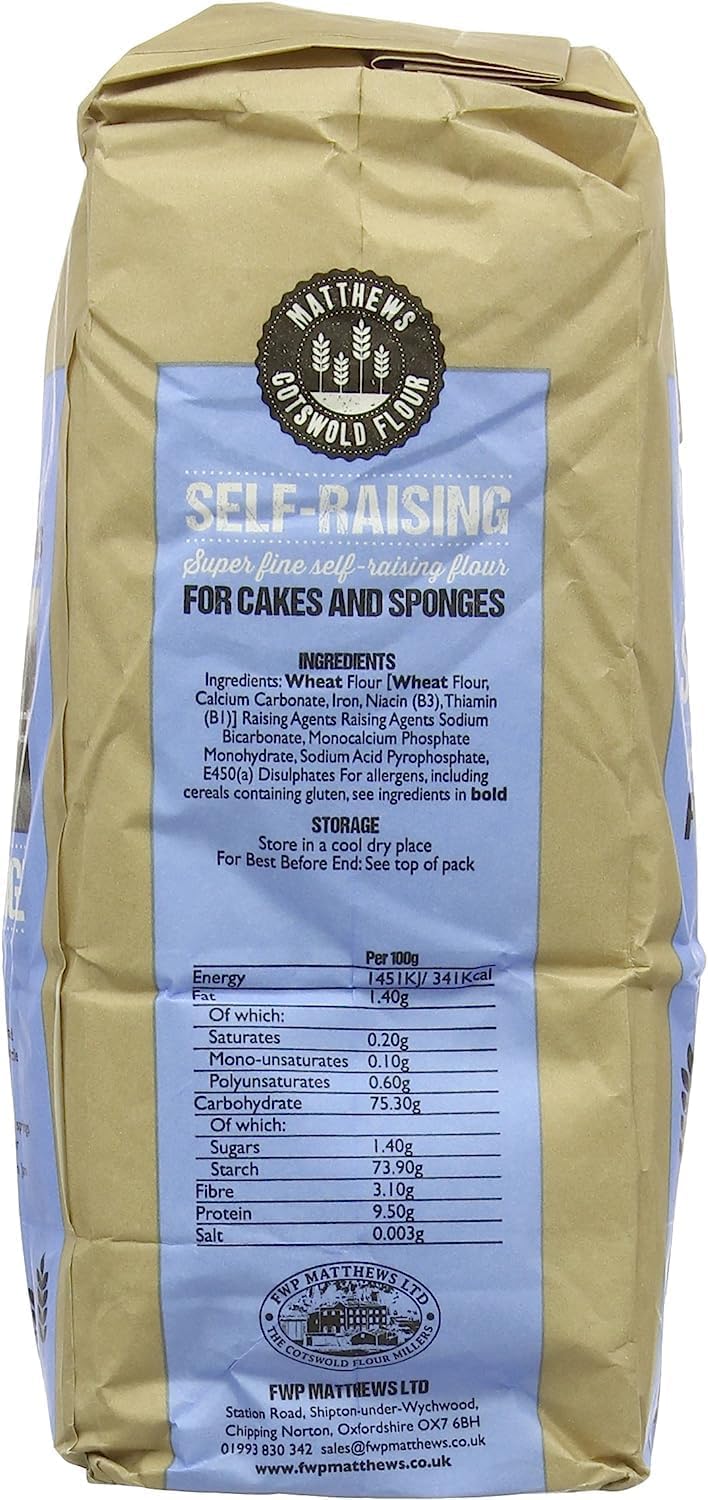 MATTHEWS
COTSWOLD FLOUR
SELF-RAISING
Super fine self-raising flour
FOR CAKES AND SPONGES
INGREDIENTS
Ingredients: Wheat Flour [Wheat Flour,
Calcium Carbonate, Iron, Niacin (B3), Thiamin
(B1)] Raising Agents Raising Agents Sodium
Bicarbonate, Monocalcium Phosphate
Monohydrate, Sodium Acid Pyrophosphate,
E450(a) Disulphates For allergens, including
cereals containing gluten, see ingredients in bold
STORAGE
Store in a cool dry place
For Best Before End: See top of pack
Per 100g
Energy 1451KJ/ 341Kcal
Fat 1.40g
Of which:
Saturates 0.20g
Mono-unsaturates 0.10g
Polyunsaturates 0.60g
Carbohydrate 75.30g
Of which:
Sugars 1.40g
Starch 73.90g
Fibre 3.10g
Protein 9.50g
Salt 0.003g
FWP MATTHEWS LTD
THE COTSWOLD FLOUR MILLERS
FWP MATTHEWS LTD
Station Road, Shipton-under-Wychwood,
Chipping Norton, Oxfordshire OX7 6BH
01993 830 342 sales@fwpmatthews.co.uk
www.fwpmatthews.co.uk